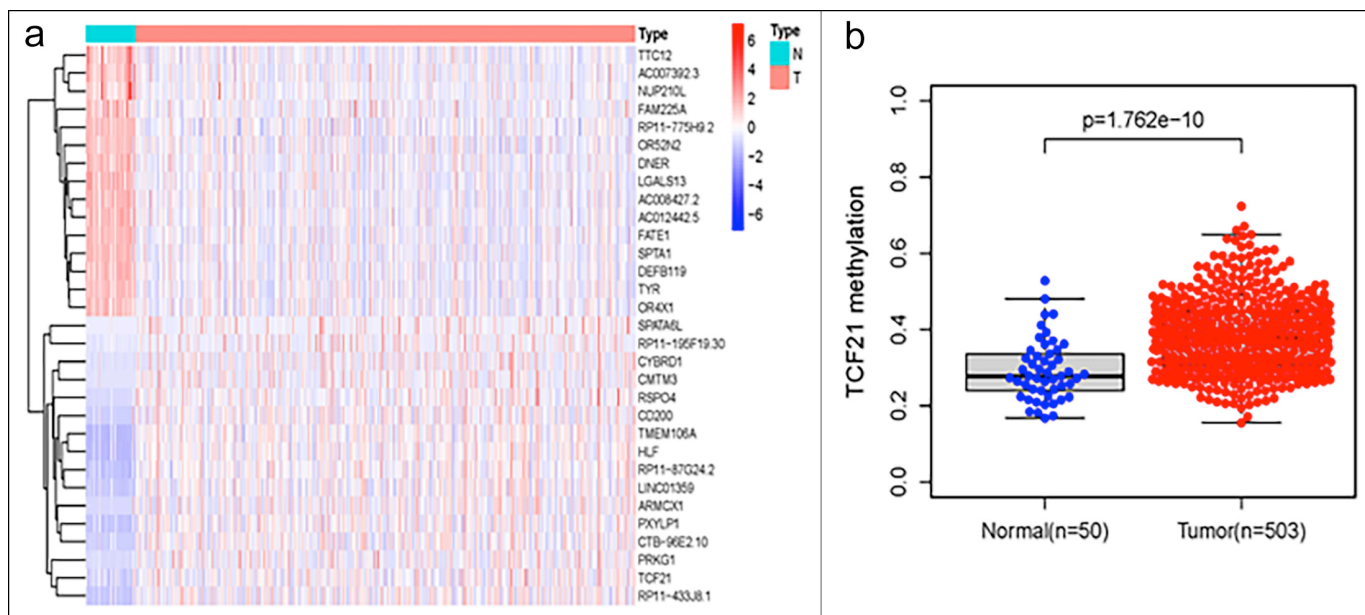 a
Type
TTC12
AC007392.3
NUP210L
FAM225A
RP11-775H9.2
OR52N2
DNER
LGALS13
AC008427.2
AC012442.5
FATE1
SPTA1
DEFB119
TYR
OR4X1
SPATA6L
RP11-195F19.30
CYBRD1
CMTM3
RSPO4
CD200
TMEM106A
HLF
RP11-87G24.2
LINC01359
ARMCX1
PXYLP1
CTB-96E2.10
PRKG1
TCF21
RP11-433J8.1
6
4
2
0
−2
−4
−6
Type
N
T
b
p=1.762e−10
TCF21 methylation
1.0
0.8
0.6
0.4
0.2
0.0
Normal(n=50)
Tumor(n=503)